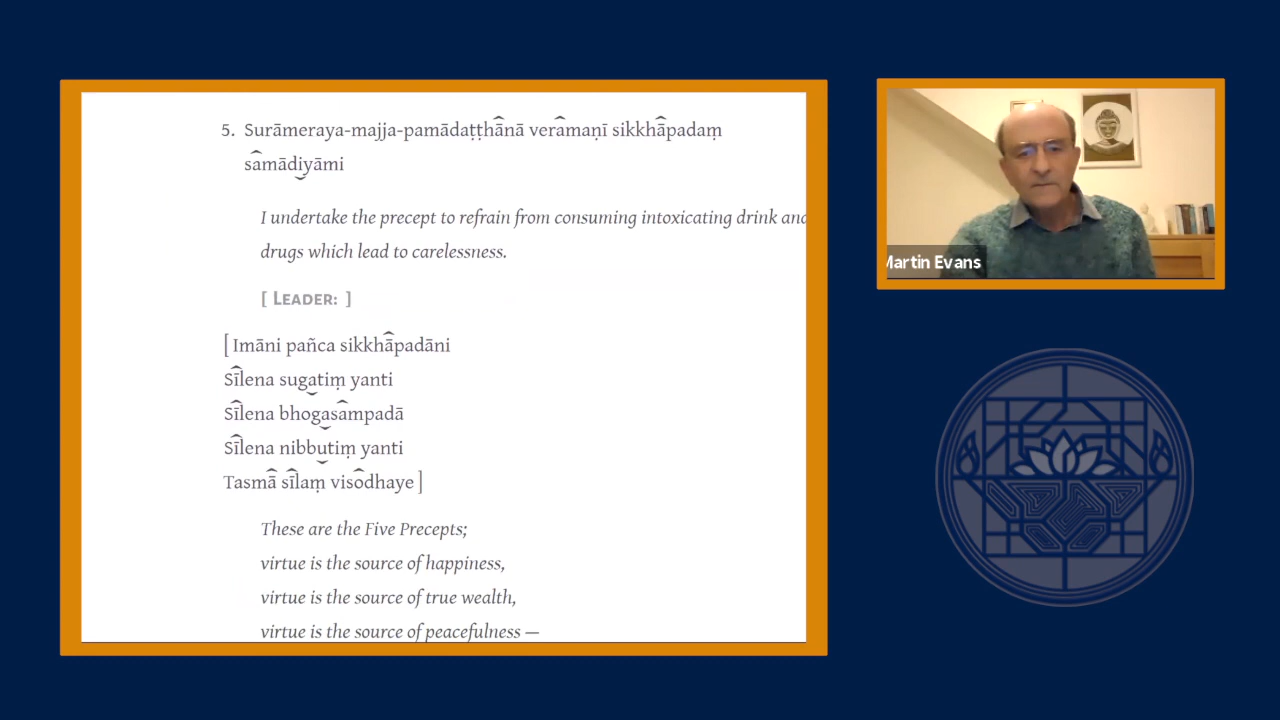 5. Surāmeraya-majja-pamādaṭṭhānā veramaṇī sikkhāpadaṃ
samādiyāmi
I undertake the precept to refrain from consuming intoxicating drink and
drugs which lead to carelessness.
[ LEADER: ]
[ Imāni pañca sikkhāpadāni
Sīlena sugatiṃ yanti
Sīlena bhogasampadā
Sīlena nibbutiṃ yanti
Tasmā sīlaṃ visodhaye ]
These are the Five Precepts;
virtue is the source of happiness,
virtue is the source of true wealth,
virtue is the source of peacefulness —
Martin Evans